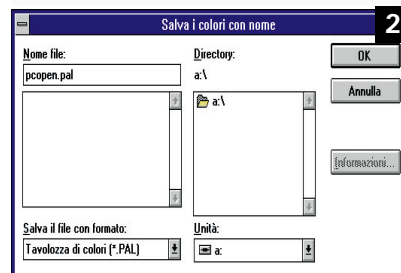 Salva i colori con nome
2
Nome file:
pcopen.pal
Directory:
a:\
a:\
OK
Annulla
Informazioni...
Salva il file con formato:
Tavolozza di colori (*.PAL)
Unità:
a: